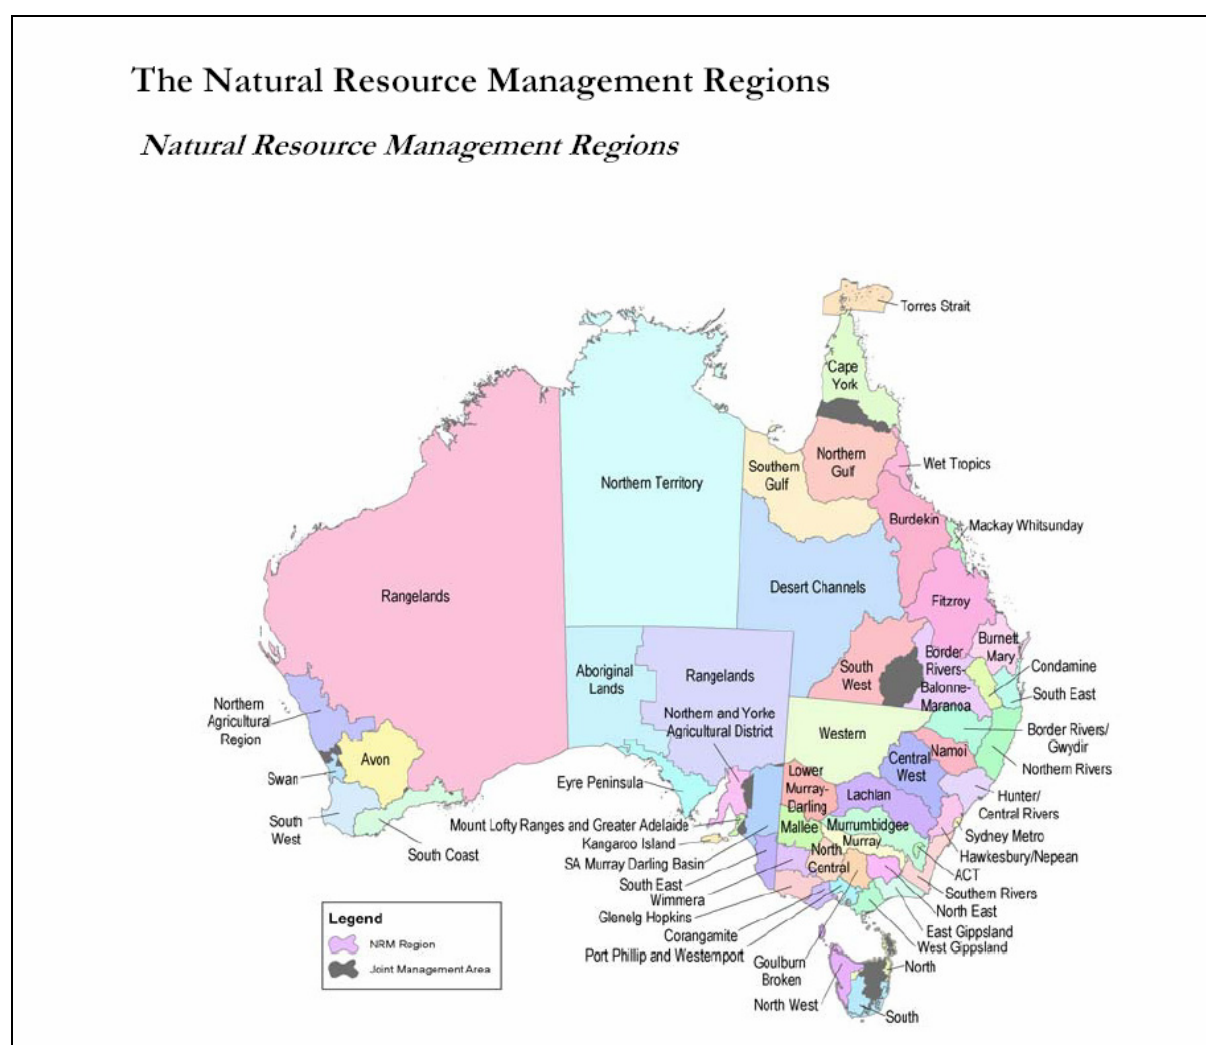 The Natural Resource Management Regions
Natural Resource Management Regions
Torres Strait
Cape
York
Northern
Gulf
Southern
Gulf
Wet Tropics
Northern Territory
Burdekin
Mackay Whitsunday
Desert Channels
Rangelands
Fitzroy
Burnett
Mary
Border
Rivers-
Balonne-
Maranoa
Condamine
South East
South
West
Aboriginal
Lands
Rangelands
Northern and Yorke
Agricultural District
Northern
Agricultural
Region
Western
Border Rivers/
Gwydir
Namoi
Central
West
Northern Rivers
Avon
Swan
Eyre Peninsula
Lower
Murray-
Darling
Lachlan
Hunter/
Central Rivers
South
West
South Coast
Mount Lofty Ranges and Greater Adelaide
Mallee
Murrumbidgee
Murray
Sydney Metro
Kangaroo Island
North
Central
Hawkesbury/Nepean
SA Murray Darling Basin
ACT
South East
Southern Rivers
Wimmera
North East
Glenelg Hopkins
East Gippsland
Corangamite
West Gippsland
Port Phillip and Westernport
Goulburn
Broken
North
North West
South
Legend
NRM Region
Joint Management Area